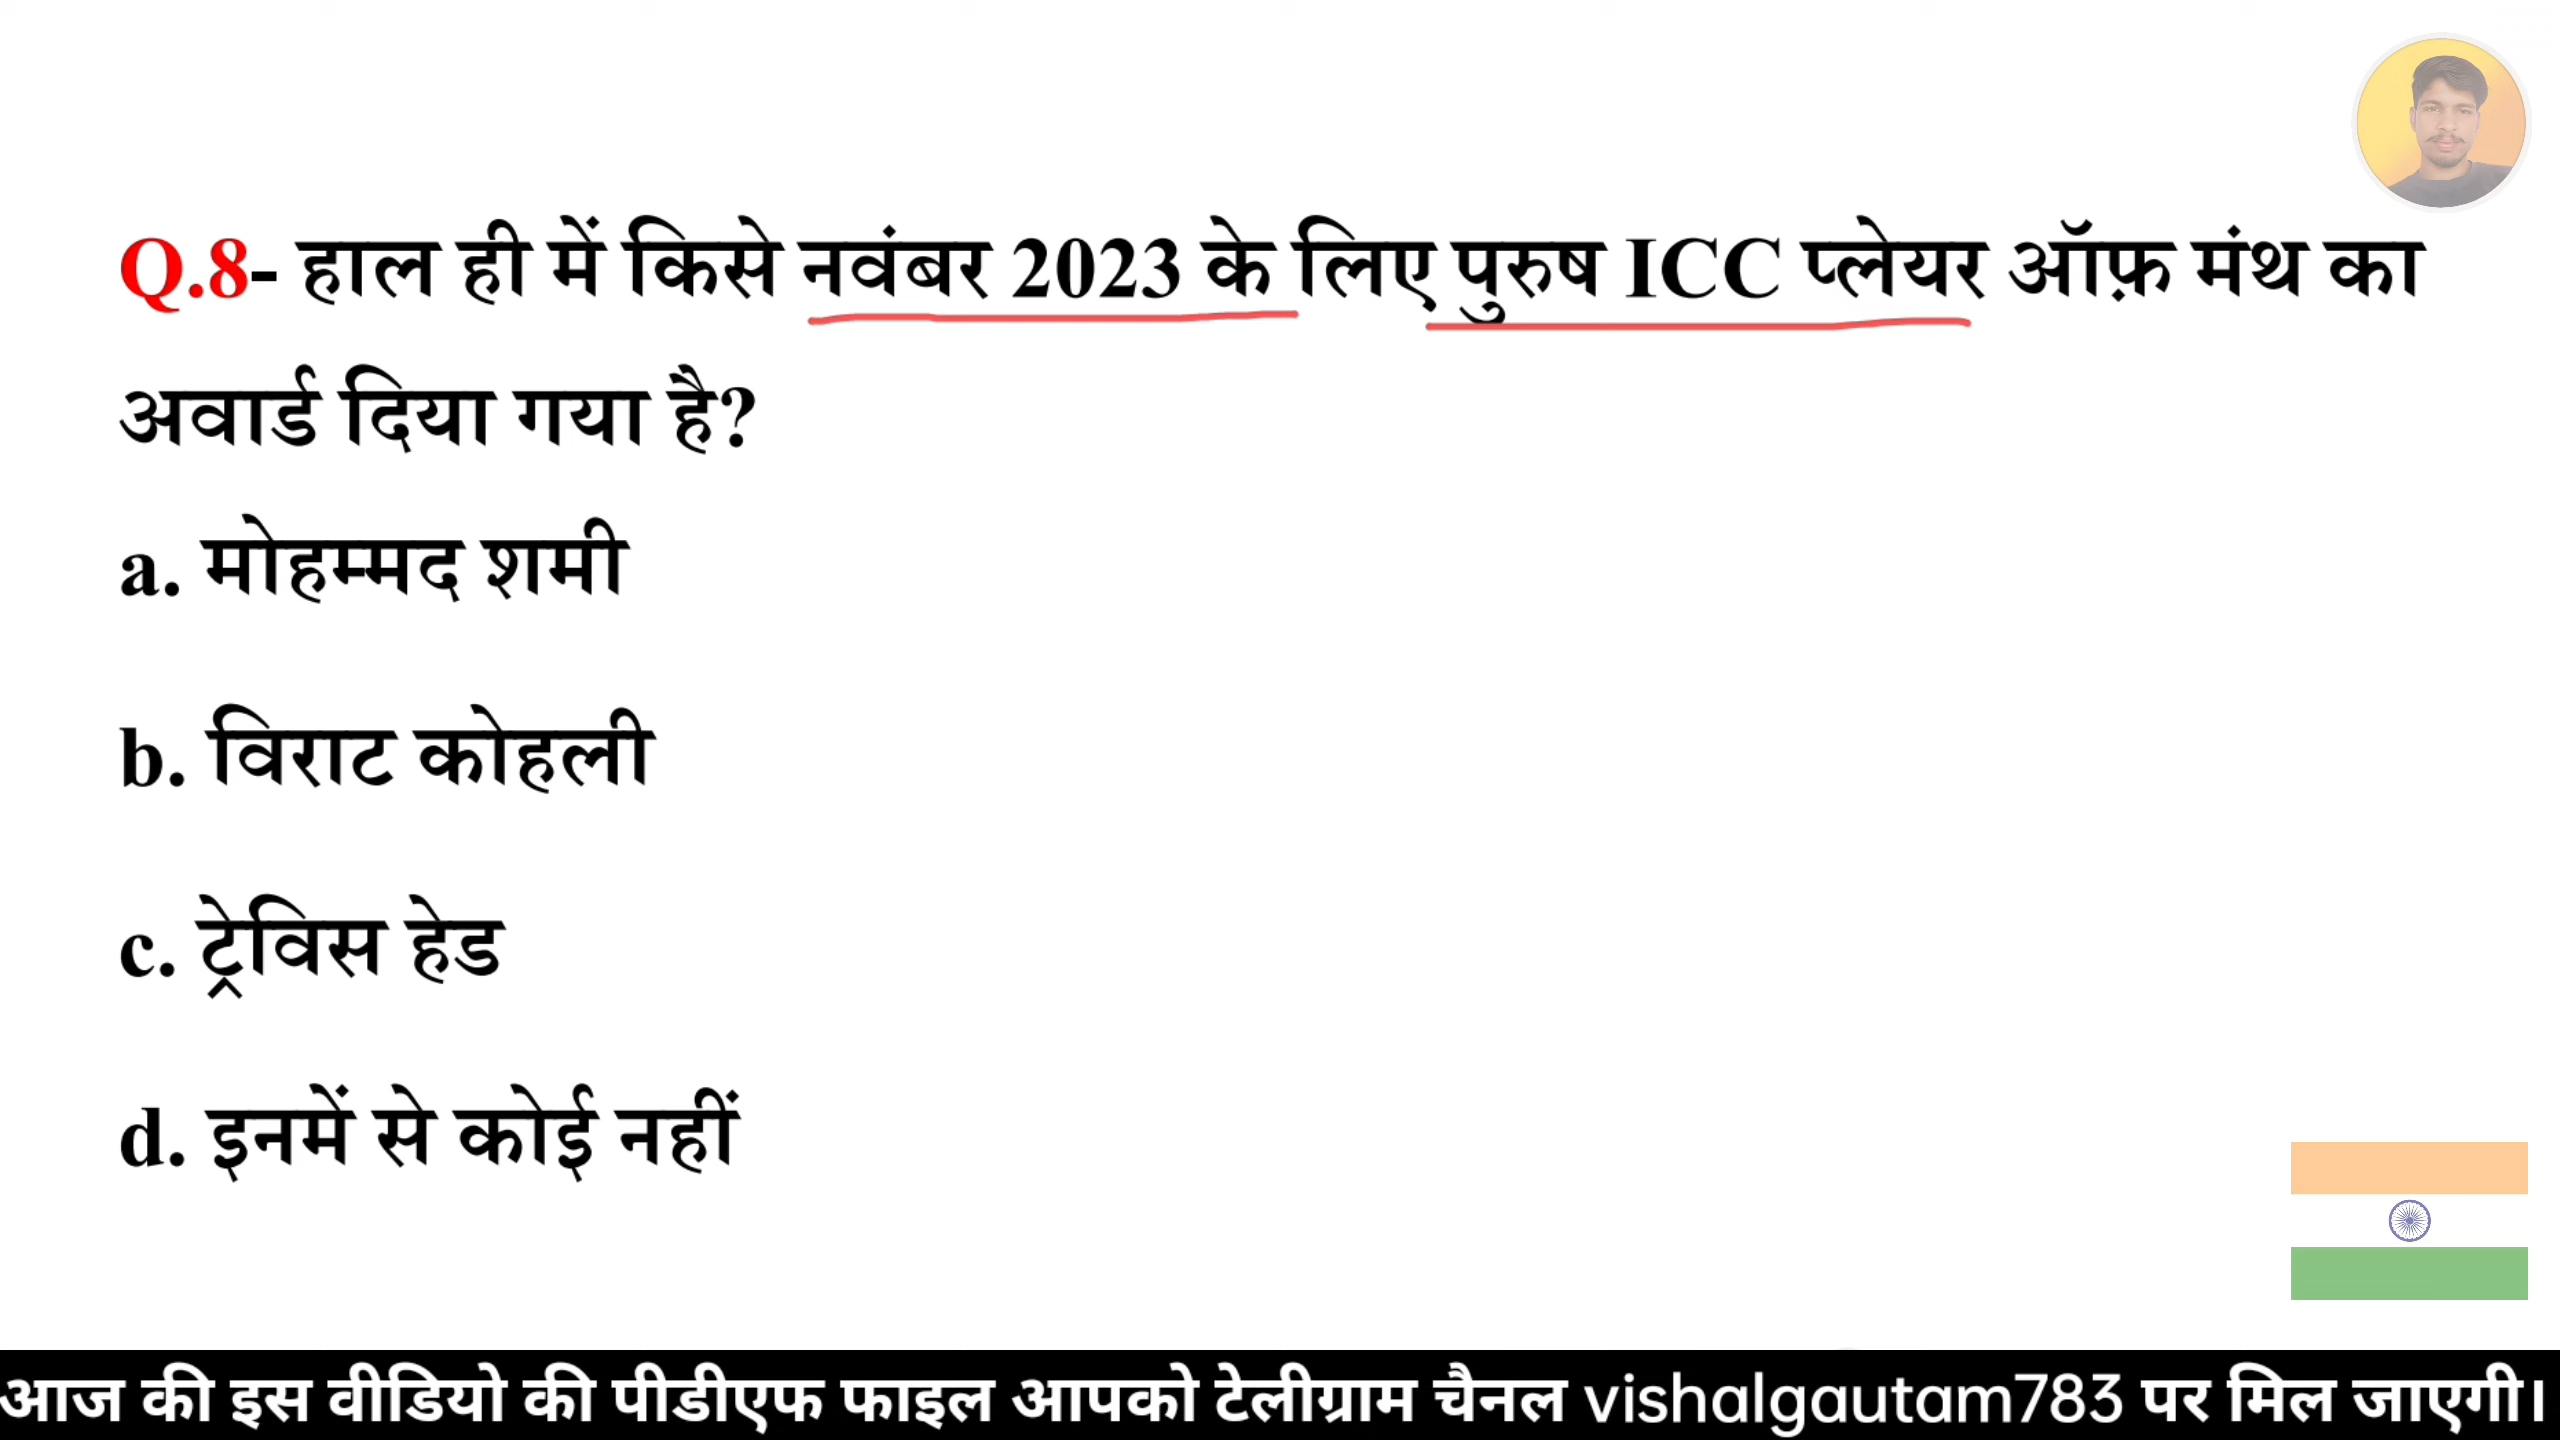 Q.8- हाल ही में किसे नवंबर 2023 के लिए पुरुष ICC प्लेयर ऑफ़ मंथ का
अवार्ड दिया गया है?
a. मोहम्मद शमी
b. विराट कोहली
c. ट्रेविस हेड
d. इनमें से कोई नहीं
आज की इस वीडियो की पीडीएफ फाइल आपको टेलीग्राम चैनल vishalgautam783 पर मिल जाएगी।